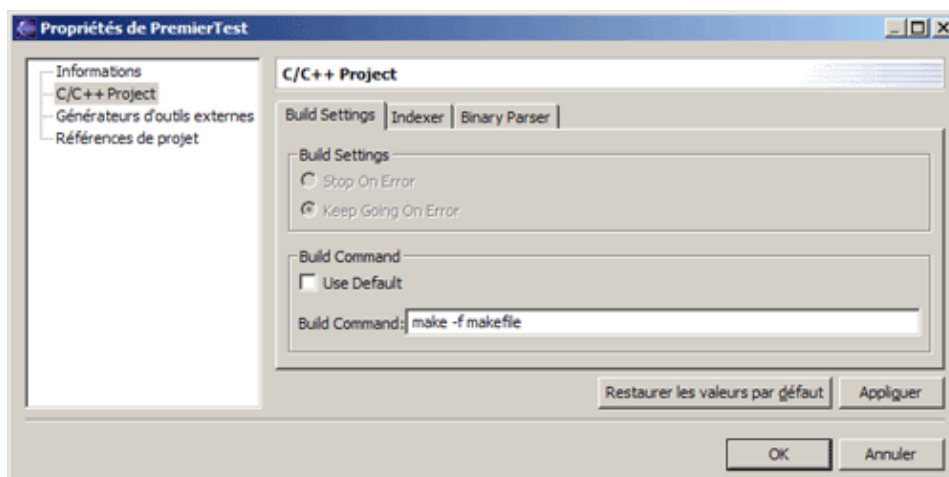 Propriétés de PremierTest
Informations
C/C++ Project
Générateurs d'outils externes
Références de projet
C/C++ Project
Build Settings Indexer Binary Parser
Build Settings
Stop On Error
Keep Going On Error
Build Command
Use Default
Build Command: make -f makefile
Restaurer les valeurs par défaut Appliquer
OK Annuler